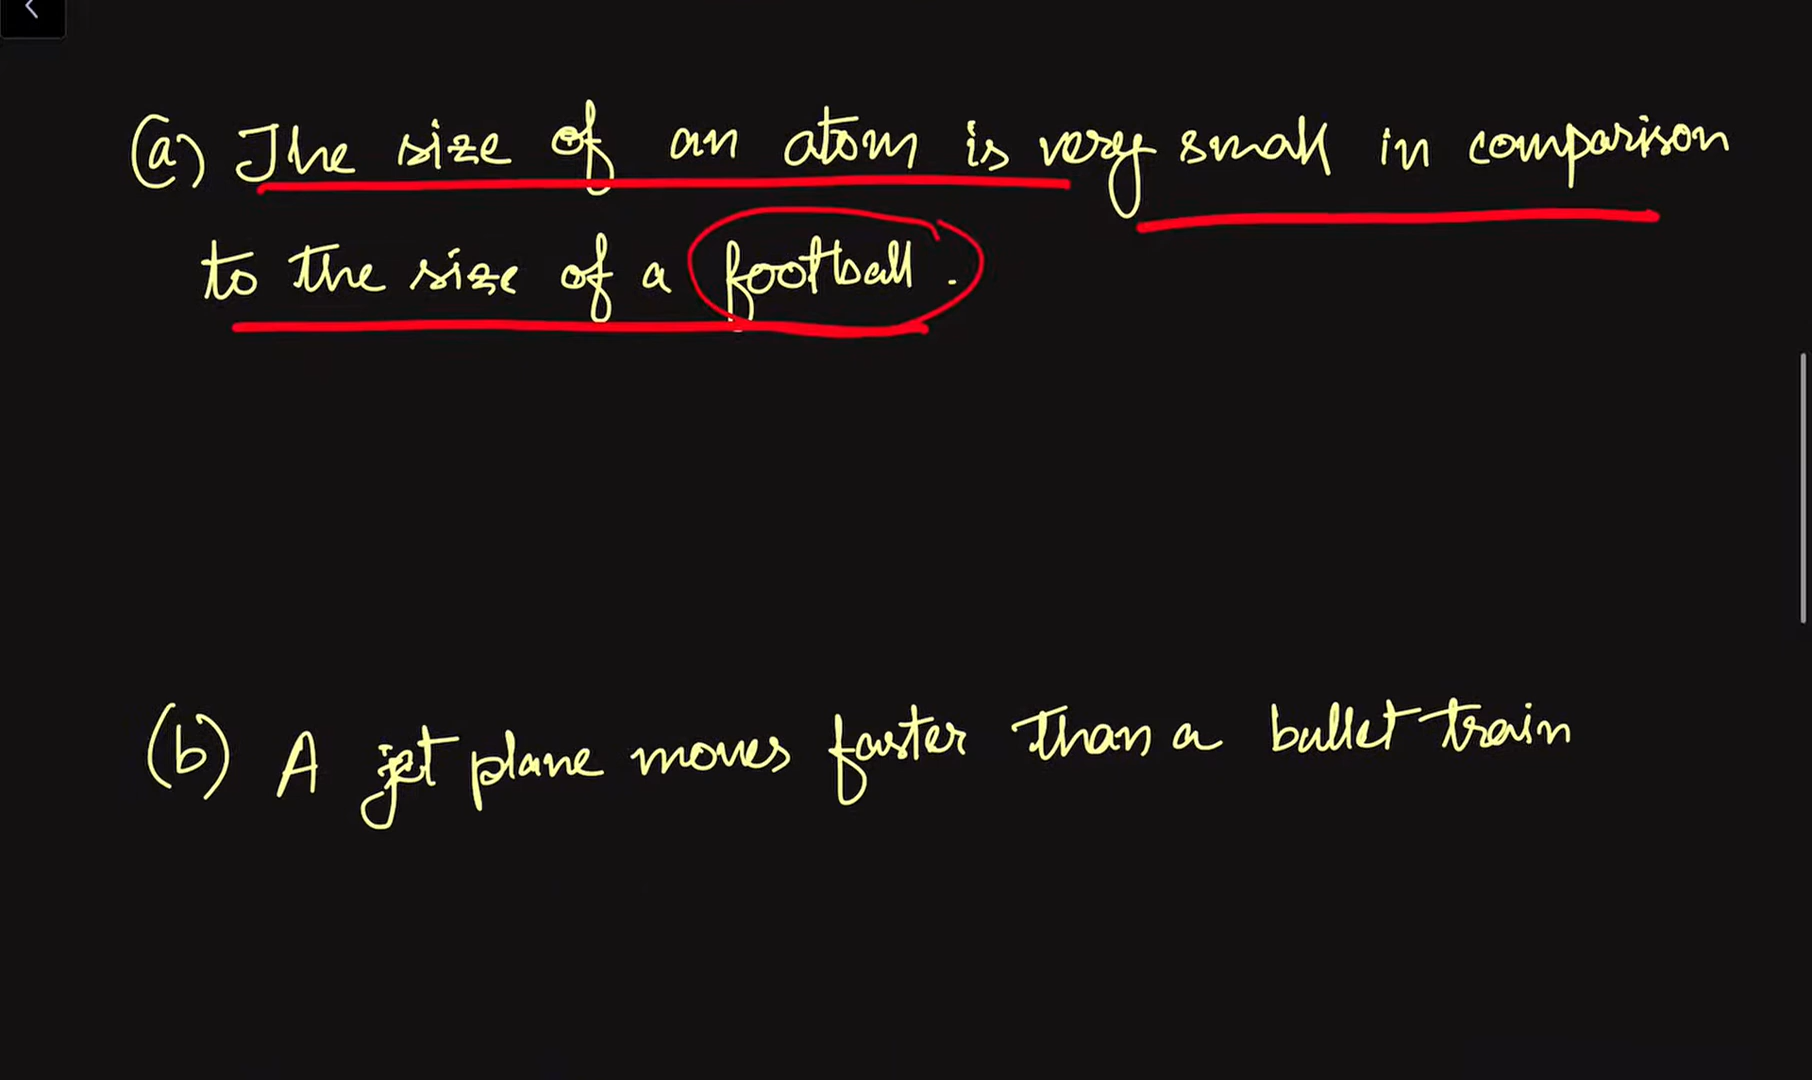 (a) The size of an atom is very small in comparison
to the size of a football.
(b) A jet plane moves faster than a bullet train